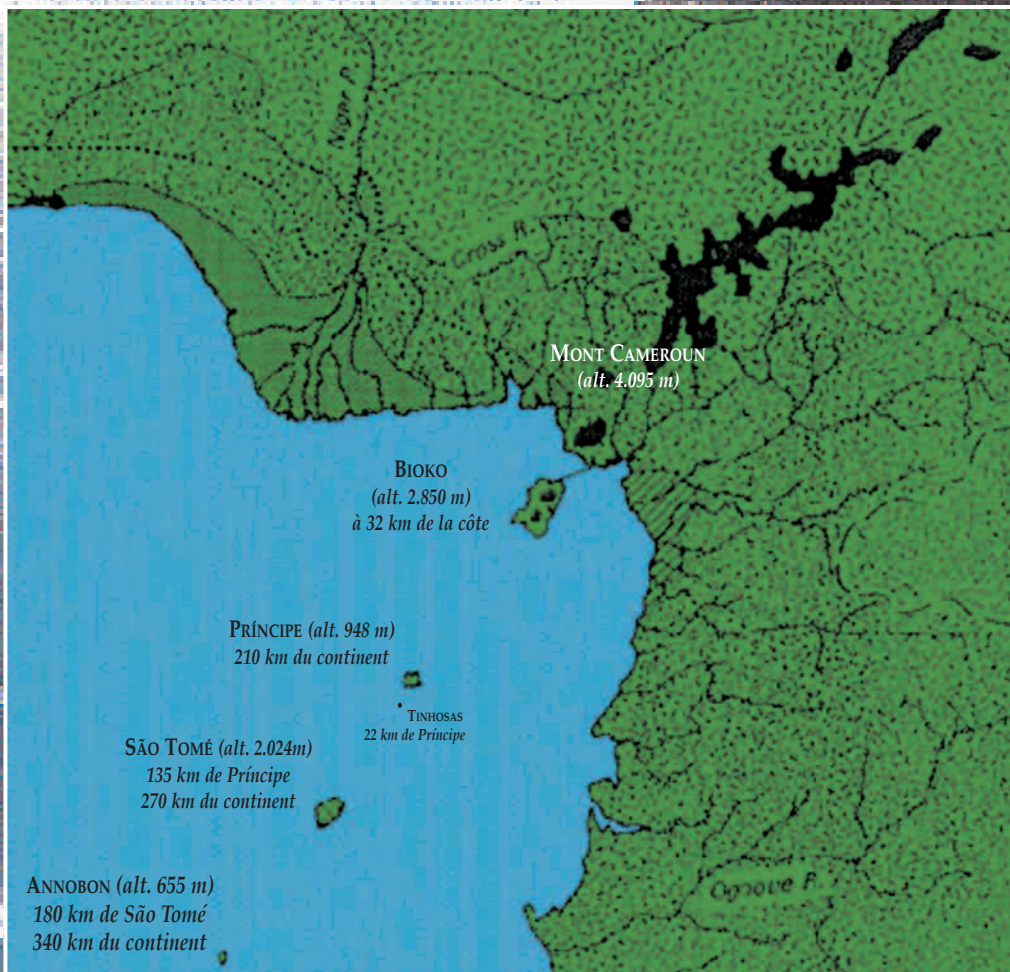 Niger R.
Cross R.
MONT CAMEROUN
(alt. 4.095 m)
BIOKO
(alt. 2.850 m)
à 32 km de la côte
PRÍNCIPE (alt. 948 m)
210 km du continent
TINHOSAS
22 km de Príncipe
SÃO TOMÉ (alt. 2.024m)
135 km de Príncipe
270 km du continent
ANNOBON (alt. 655 m)
180 km de São Tomé
340 km du continent
Ogooue R.